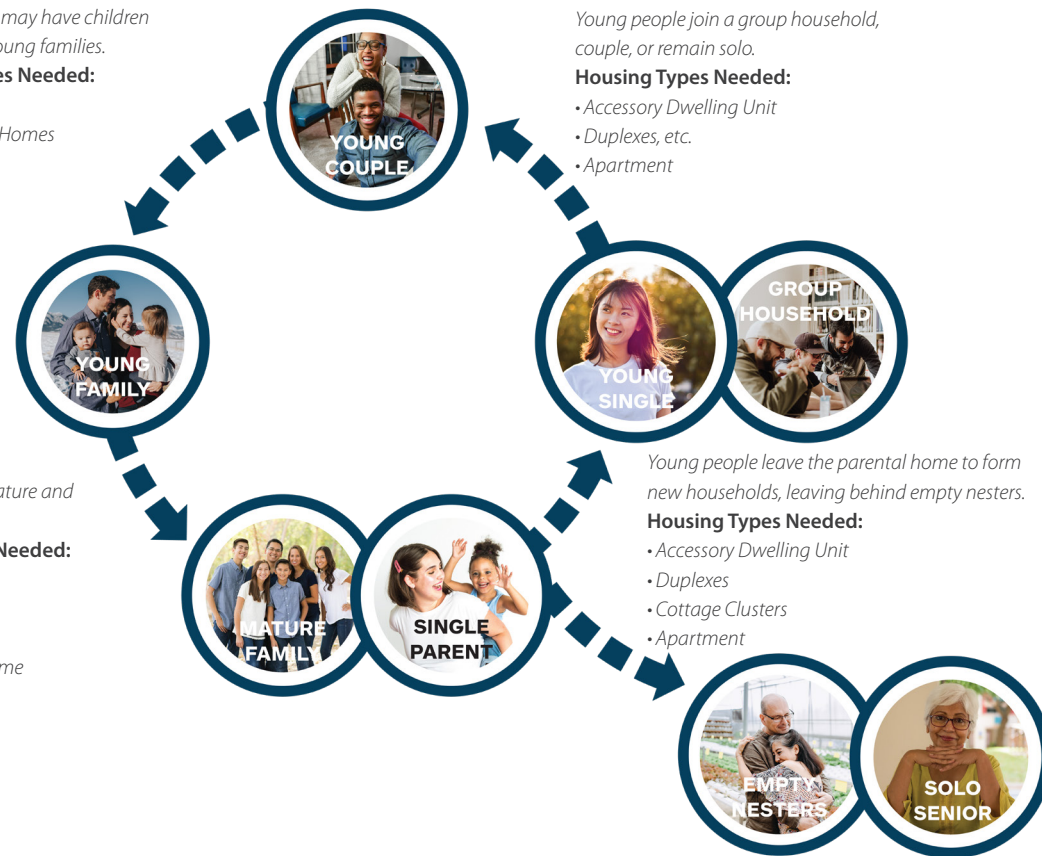 may have children
oung families.
es Needed:
Homes
Young people join a group household,
couple, or remain solo.
Housing Types Needed:
• Accessory Dwelling Unit
• Duplexes, etc.
• Apartment
YOUNG
COUPLE
YOUNG
FAMILY
YOUNG
SINGLE
GROUP
HOUSEHOLD
ature and
Needed:
me
Young people leave the parental home to form
new households, leaving behind empty nesters.
Housing Types Needed:
• Accessory Dwelling Unit
• Duplexes
• Cottage Clusters
• Apartment
MATURE
FAMILY
SINGLE
PARENT
EMPTY
NESTERS
SOLO
SENIOR